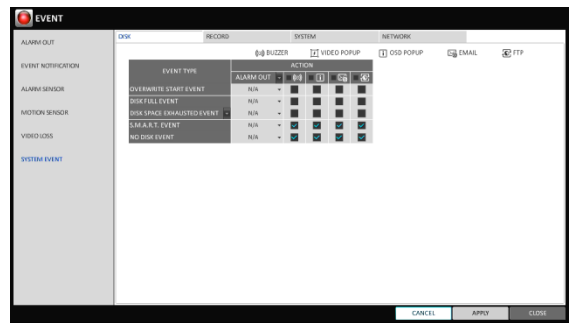 EVENT
DISK RECORD SYSTEM NETWORK
ALARM OUT
BUZZER VIDEO POPUP OSD POPUP EMAIL FTP
EVENT NOTIFICATION
EVENT TYPE ACTION
ALARM OUT
ALARM SENSOR
OVERWRITE START EVENT N/A
DISK FULL EVENT N/A
MOTION SENSOR
DISK SPACE EXHAUSTED EVENT N/A
S.M.A.R.T. EVENT N/A
VIDEO LOSS
NO DISK EVENT N/A
SYSTEM EVENT
CANCEL APPLY CLOSE